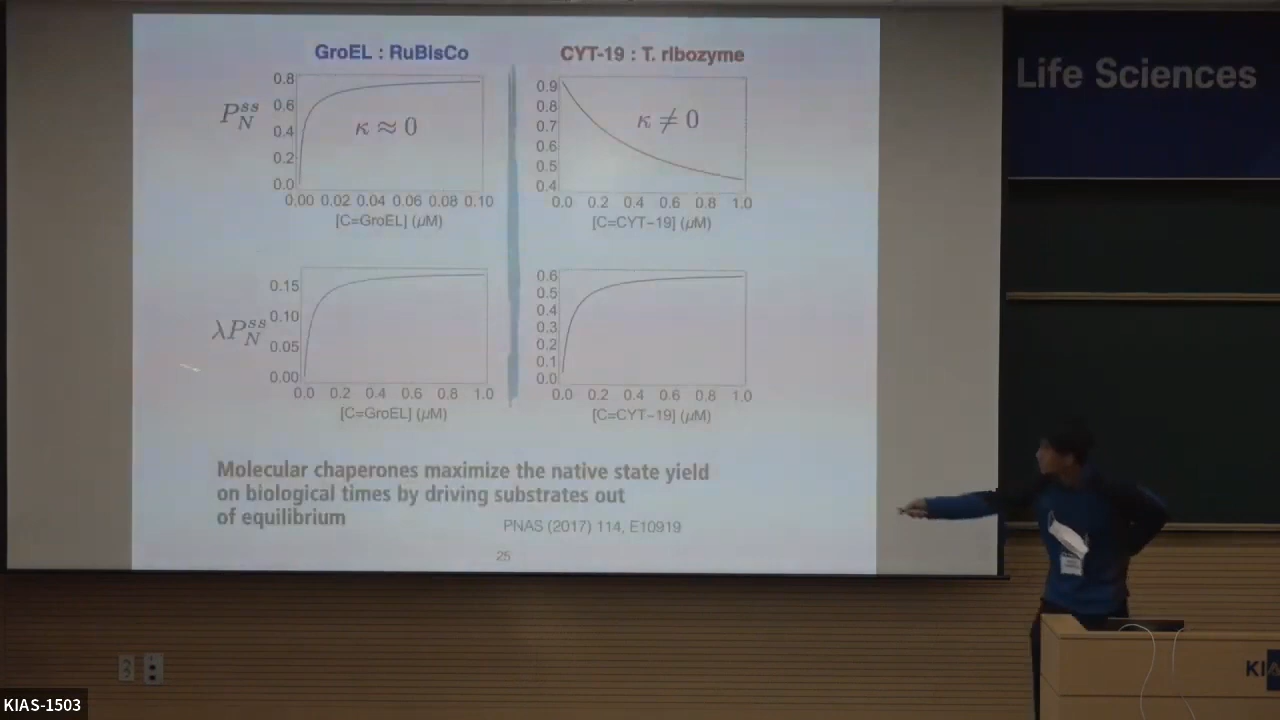 GroEL : RuBisCo
CYT-19 : T. ribozyme
P_N^{ss}
0.8
0.6
0.4
0.2
0.0
κ ≈ 0
0.00 0.02 0.04 0.06 0.08 0.10
[C=GroEL] (μM)
0.9
0.8
0.7
0.6
0.5
0.4
κ ≠ 0
0.0 0.2 0.4 0.6 0.8 1.0
[C=CYT−19] (μM)
λP_N^{ss}
0.15
0.10
0.05
0.00
0.0 0.2 0.4 0.6 0.8 1.0
[C=GroEL] (μM)
0.6
0.5
0.4
0.3
0.2
0.1
0.0
0.0 0.2 0.4 0.6 0.8 1.0
[C=CYT−19] (μM)
Molecular chaperones maximize the native state yield
on biological times by driving substrates out
of equilibrium
PNAS (2017) 114, E10919
25
Life Sciences
KIAS-1503